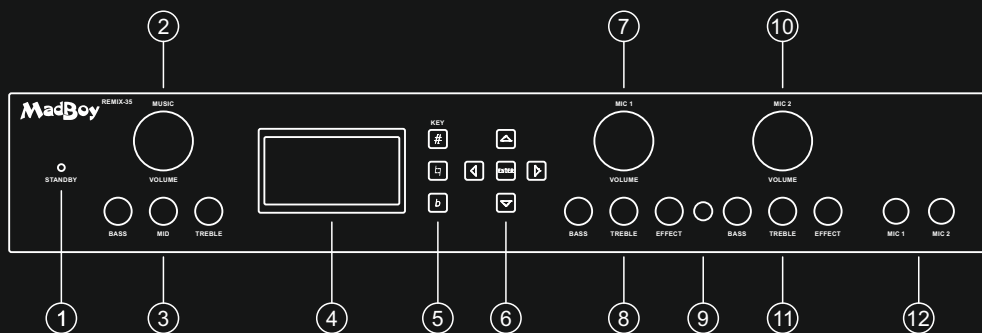 2 7 10
MadBoy REMIX-35 MUSIC MIC 1 MIC 2
KEY
#
STANDBY VOLUME ♮ ENTER VOLUME VOLUME
b
BASS MID TREBLE BASS TREBLE EFFECT BASS TREBLE EFFECT MIC 1 MIC 2
1 3 4 5 6 8 9 11 12